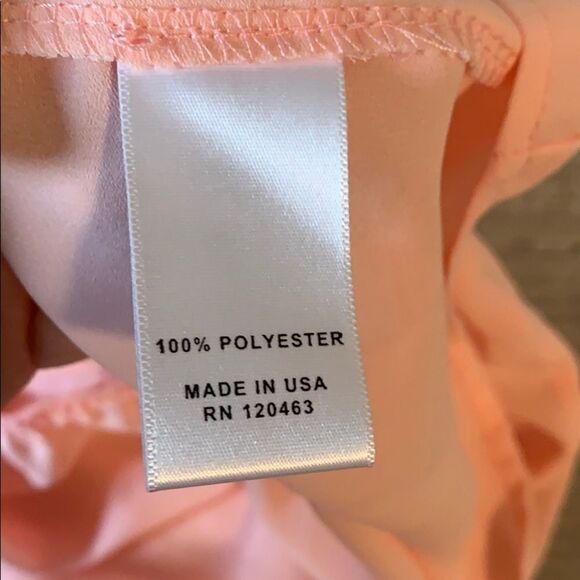 100% POLYESTER
MADE IN USA
RN 120463